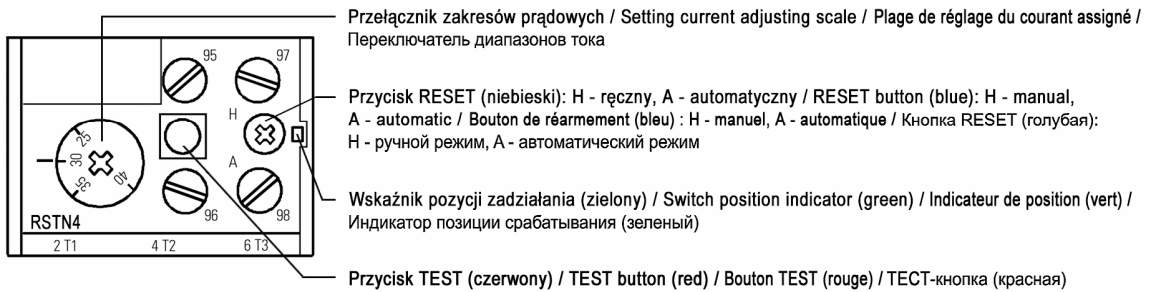 Przełącznik zakresów prądowych / Setting current adjusting scale / Plage de réglage du courant assigné /
Переключатель диапазонов тока
95
97
Przycisk RESET (niebieski): H - ręczny, A - automatyczny / RESET button (blue): H - manual,
A - automatic / Bouton de réarmement (bleu) : H - manuel, A - automatique / Кнопка RESET (голубая):
H - ручной режим, A - автоматический режим
H
25
30
35
40
A
Wskaźnik pozycji zadziałania (zielony) / Switch position indicator (green) / Indicateur de position (vert) /
Индикатор позиции срабатывания (зеленый)
96
98
RSTN4
2 T1
4 T2
6 T3
Przycisk TEST (czerwony) / TEST button (red) / Bouton TEST (rouge) / ТЕСТ-кнопка (красная)